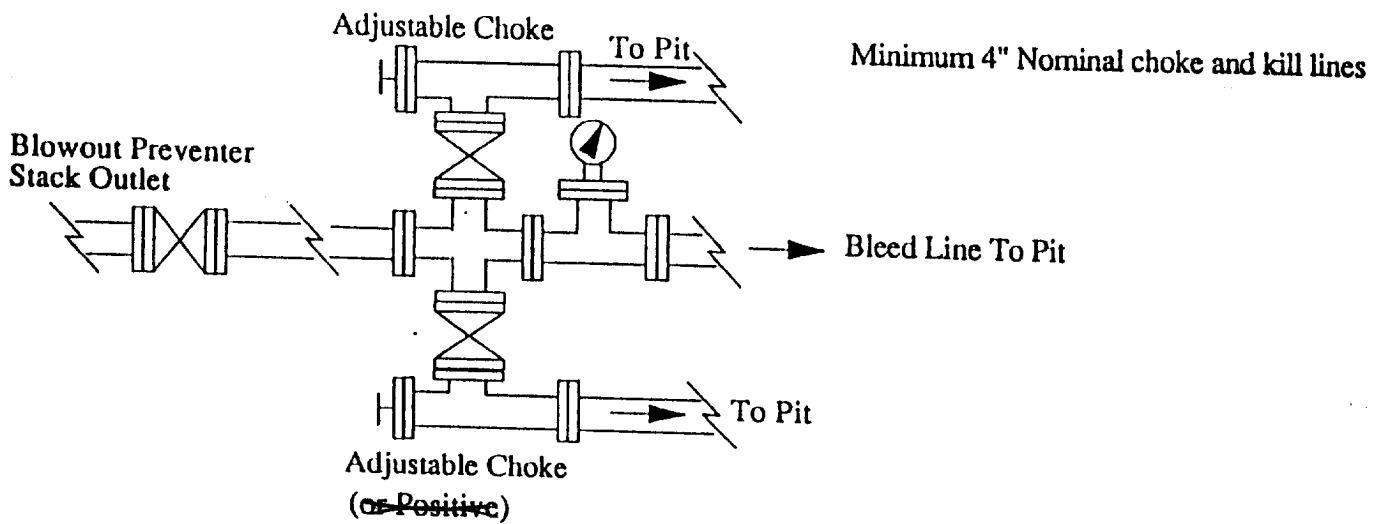 Adjustable Choke
To Pit
Minimum 4" Nominal choke and kill lines
Blowout Preventer
Stack Outlet
Bleed Line To Pit
To Pit
Adjustable Choke
(or Positive)